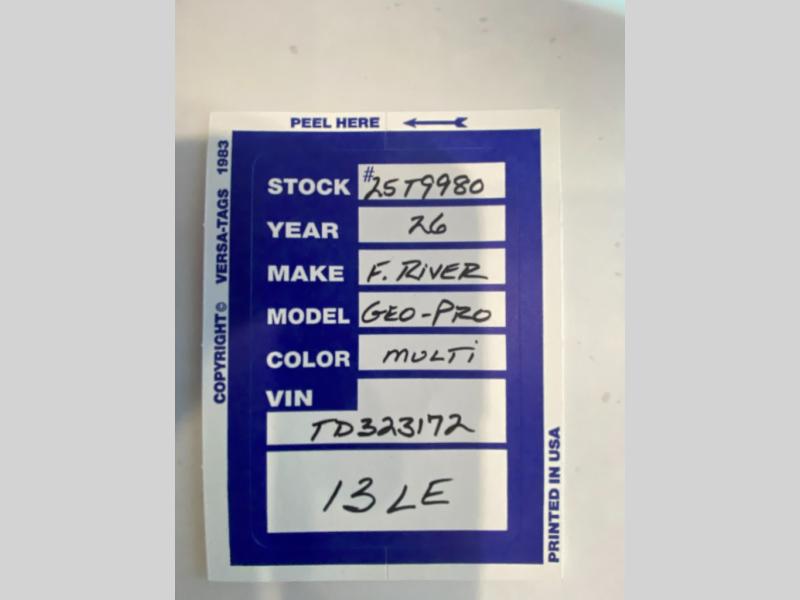 PEEL HERE
COPYRIGHT © VERSA-TAGS 1983
STOCK #25T9980
YEAR 26
MAKE F. RIVER
MODEL GEO-PRO
COLOR MULTI
VIN
TD323172
13LE
PRINTED IN USA